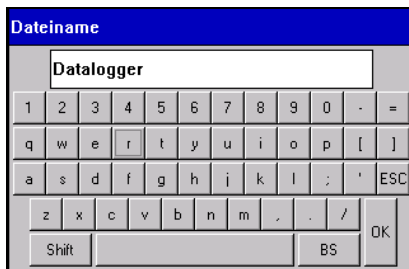 Dateiname
Datalogger
1 2 3 4 5 6 7 8 9 0 - =
q w e r t y u i o p [ ]
a s d f g h j k l ; ' ESC
z x c v b n m , . / OK
Shift BS